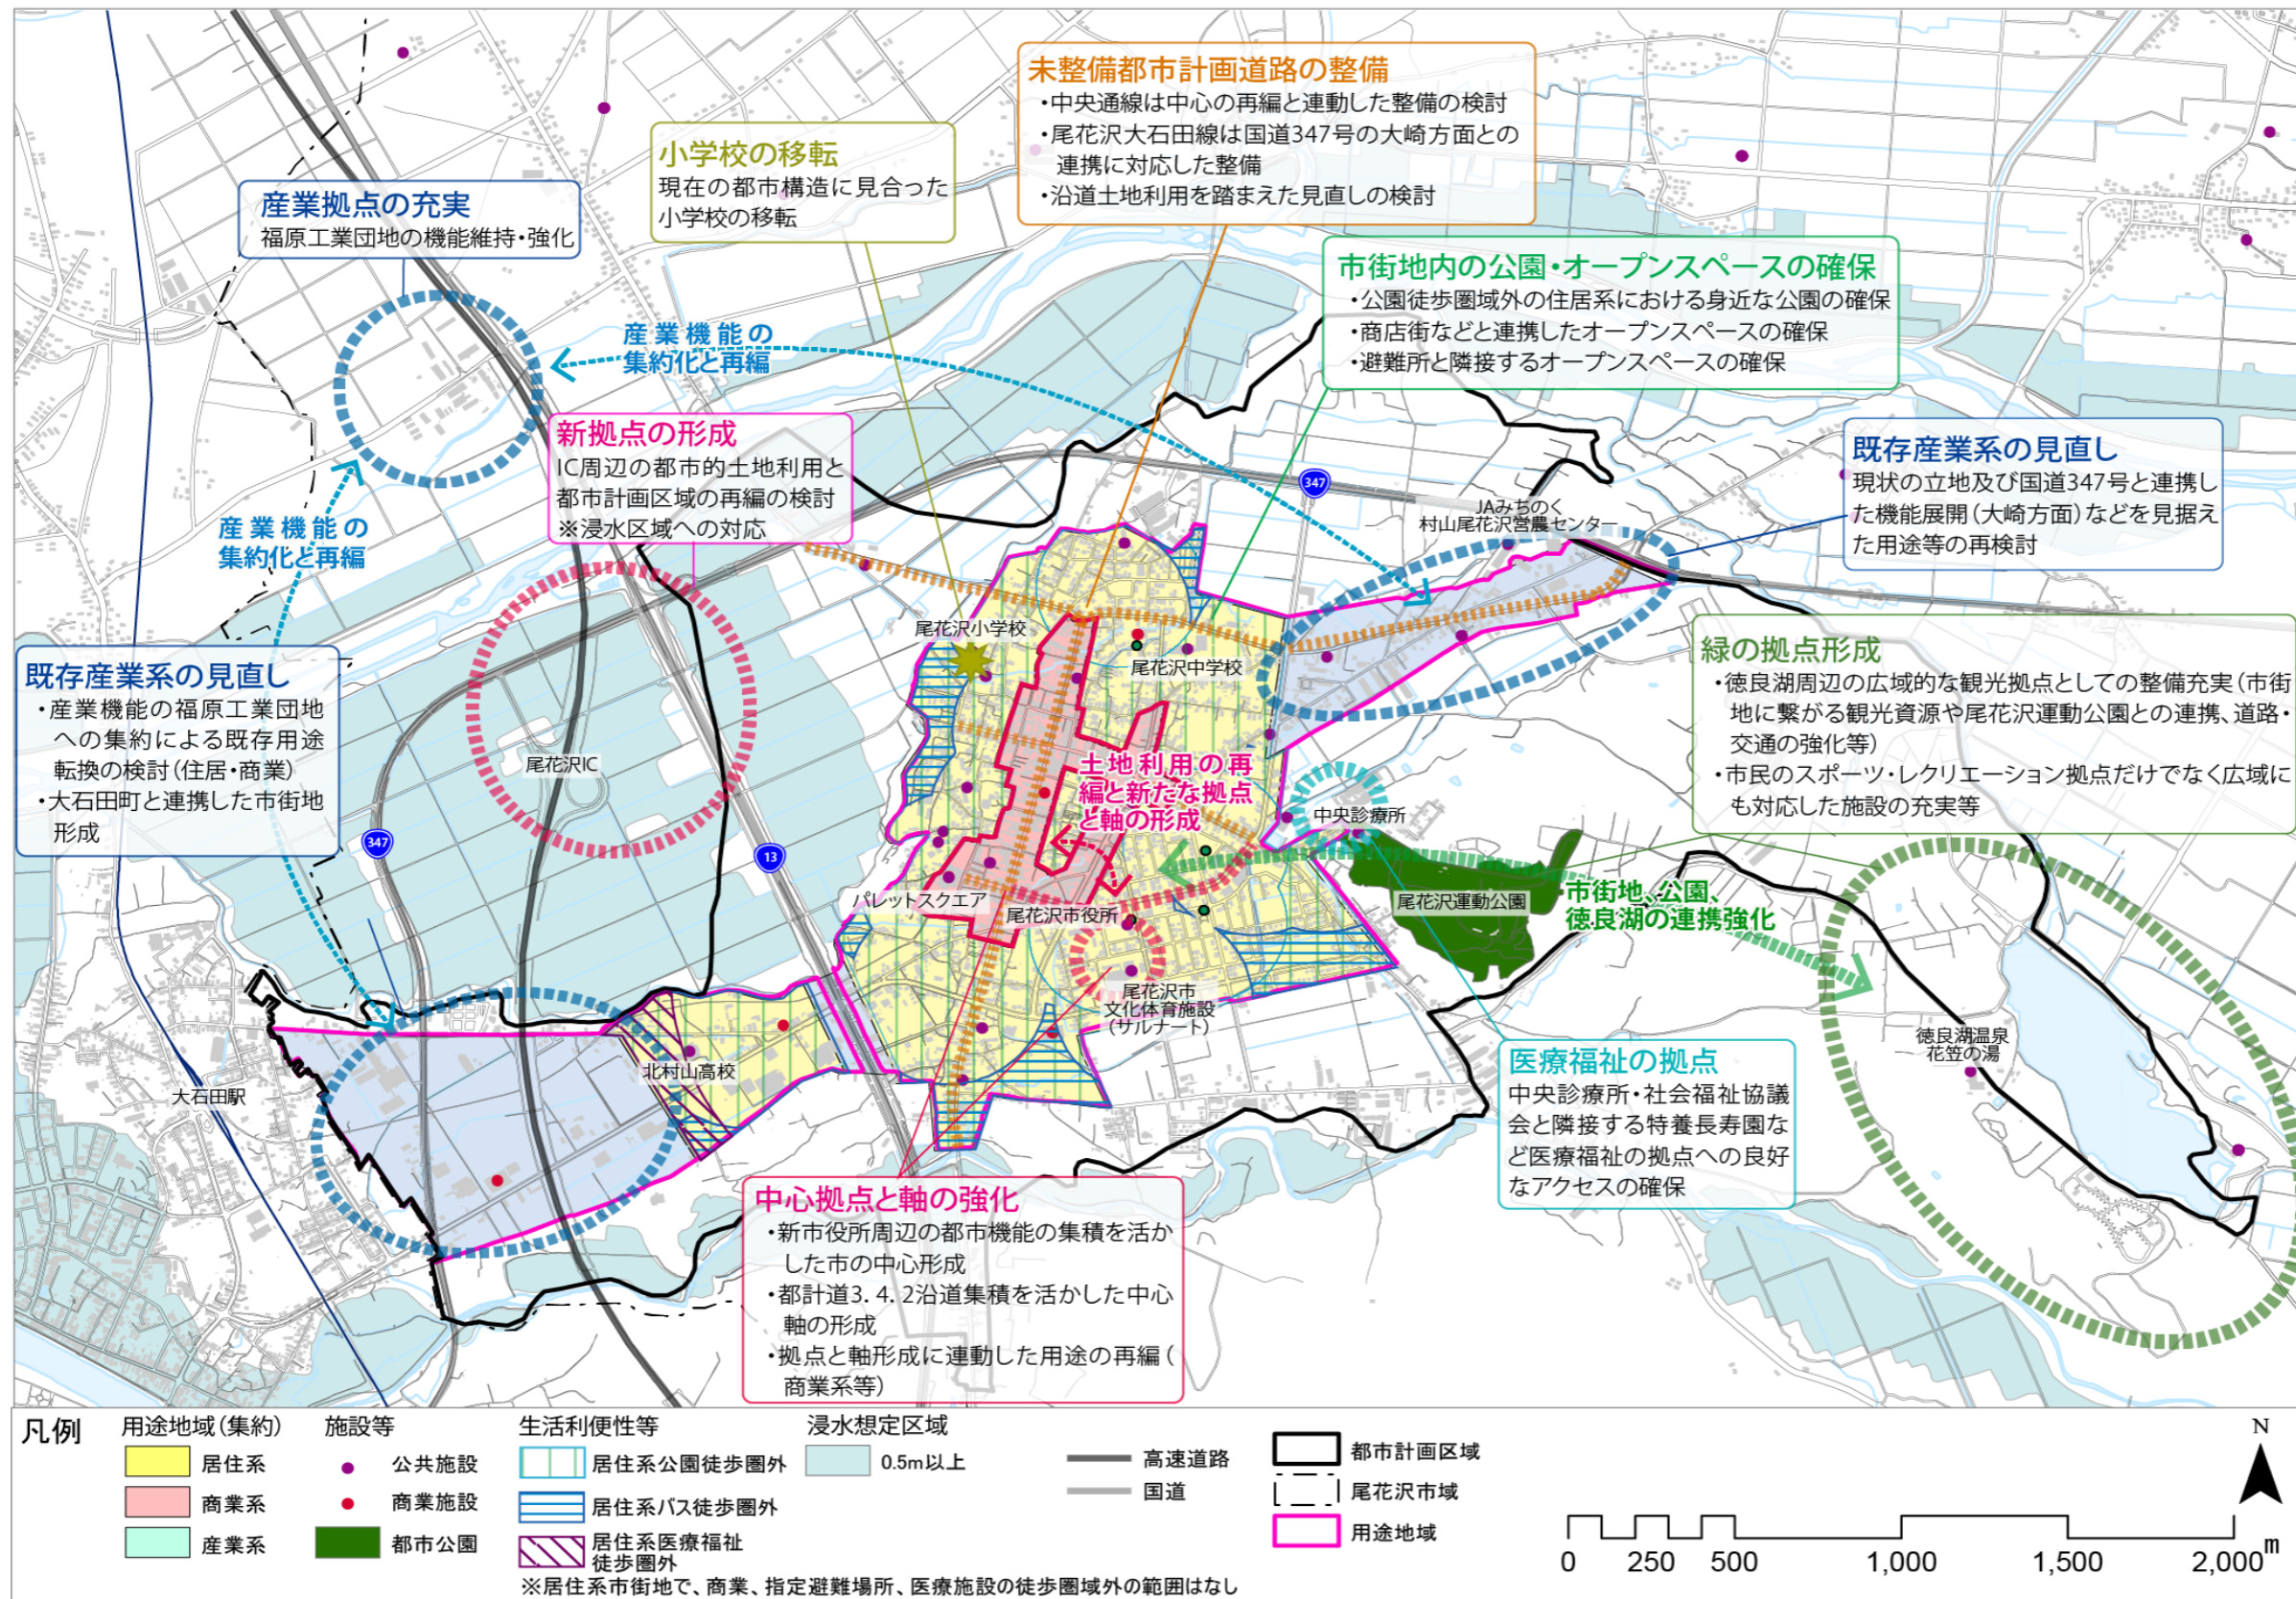 未整備都市計画道路の整備
・中央通線は中心の再編と連動した整備の検討
・尾花沢大石田線は国道347号の大崎方面との
連携に対応した整備
・沿道土地利用を踏まえた見直しの検討
小学校の移転
現在の都市構造に見合った
小学校の移転
産業拠点の充実
福原工業団地の機能維持・強化
市街地内の公園・オープンスペースの確保
・公園徒歩圏域外の住居系における身近な公園の確保
・商店街などと連携したオープンスペースの確保
・避難所と隣接するオープンスペースの確保
産業機能の
集約化と再編
新拠点の形成
IC周辺の都市的土地利用と
都市計画区域の再編の検討
※浸水区域への対応
既存産業系の見直し
現状の立地及び国道347号と連携し
た機能展開(大崎方面)などを見据え
た用途等の再検討
347
JAみちのく
村山尾花沢営農センター
産業機能の
集約化と再編
尾花沢小学校
尾花沢中学校
既存産業系の見直し
・産業機能の福原工業団地
への集約による既存用途
転換の検討(住居・商業)
・大石田町と連携した市街地
形成
緑の拠点形成
・徳良湖周辺の広域的な観光拠点としての整備充実(市街
地に繋がる観光資源や尾花沢運動公園との連携、道路・
交通の強化等)
・市民のスポーツ・レクリエーション拠点だけでなく広域に
も対応した施設の充実等
尾花沢IC
土地利用の再
編と新たな拠点
と軸の形成
中央診療所
347
13
パレットスクエア
尾花沢市役所
尾花沢運動公園
市街地、公園、
徳良湖の連携強化
尾花沢市
文化体育施設
(サルナート)
北村山高校
大石田駅
徳良湖温泉
花笠の湯
医療福祉の拠点
中央診療所・社会福祉協議
会と隣接する特養長寿園な
ど医療福祉の拠点への良好
なアクセスの確保
中心拠点と軸の強化
・新市役所周辺の都市機能の集積を活か
した市の中心形成
・都計道3.4.2沿道集積を活かした中心
軸の形成
・拠点と軸形成に連動した用途の再編(
商業系等)
凡例
用途地域(集約)
居住系
商業系
産業系
施設等
公共施設
商業施設
都市公園
生活利便性等
居住系公園徒歩圏外
居住系バス徒歩圏外
居住系医療福祉
徒歩圏外
浸水想定区域
0.5m以上
高速道路
国道
都市計画区域
尾花沢市域
用途地域
※居住系市街地で、商業、指定避難場所、医療施設の徒歩圏域外の範囲はなし
N
0 250 500 1,000 1,500 2,000m